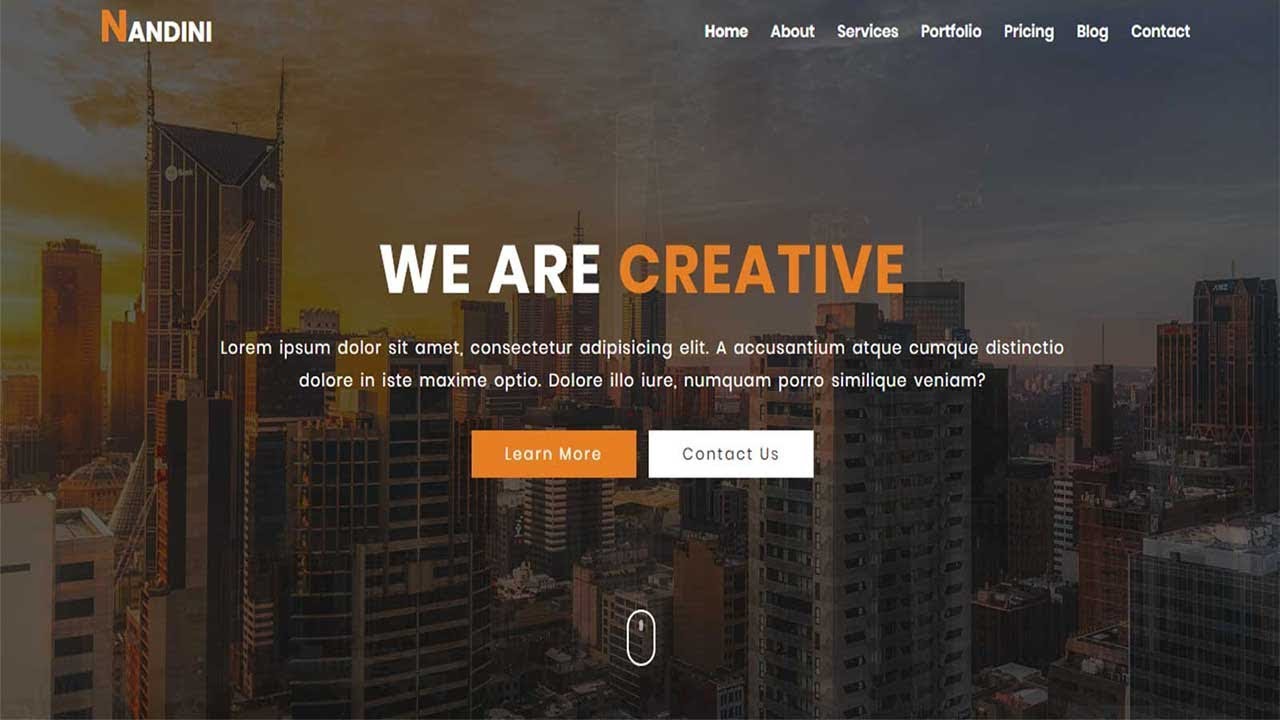 NANDINI
Home About Services Portfolio Pricing Blog Contact
WE ARE CREATIVE
Lorem ipsum dolor sit amet, consectetur adipisicing elit. A accusantium atque cumque distinctio
dolore in iste maxime optio. Dolore illo iure, numquam porro similique veniam?
Learn More Contact Us